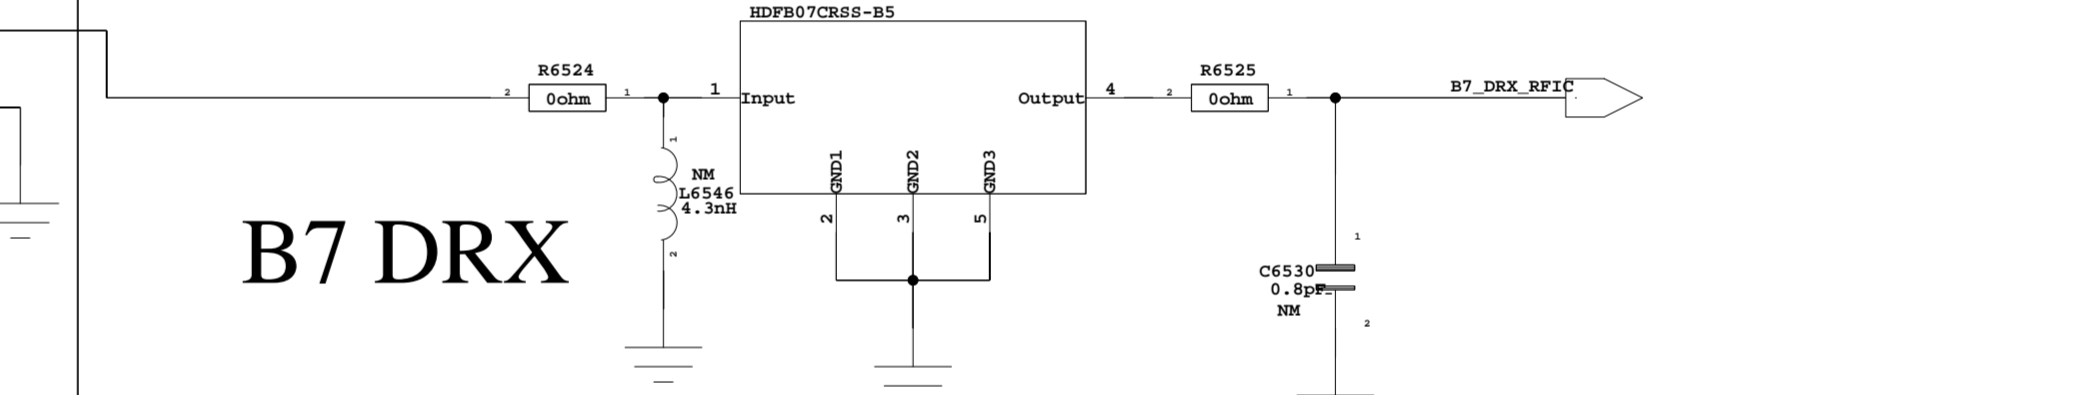 HDFB07CRSS-B5
R6524
R6525
2
0ohm
1
1
Input
Output
4
2
0ohm
1
B7_DRX_RFIC
1
NM
L6546
4.3nH
2
GND1
GND2
GND3
2
3
5
B7 DRX
1
C6530
0.8pF
NM
2